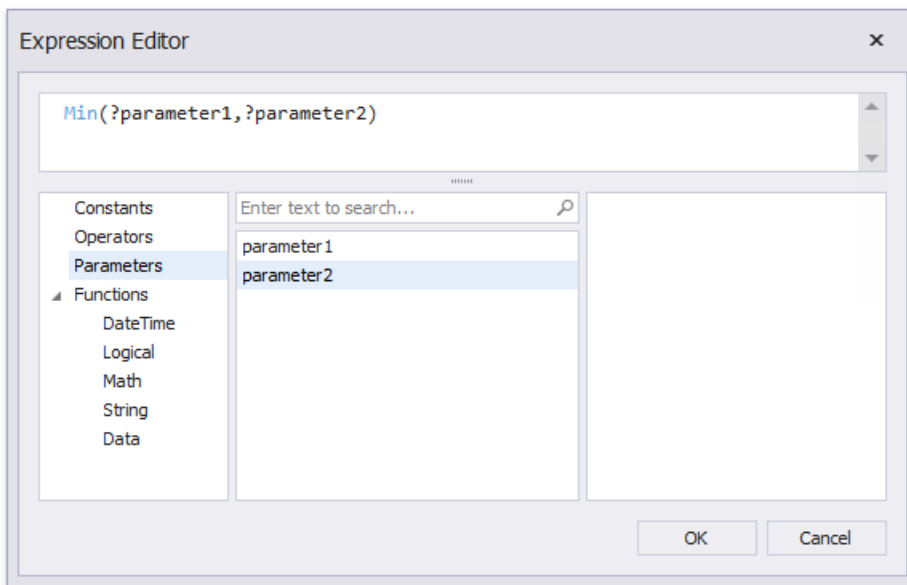 Expression Editor
Min(?parameter1,?parameter2)
Constants
Operators
Parameters
Functions
DateTime
Logical
Math
String
Data
Enter text to search...
parameter1
parameter2
OK
Cancel